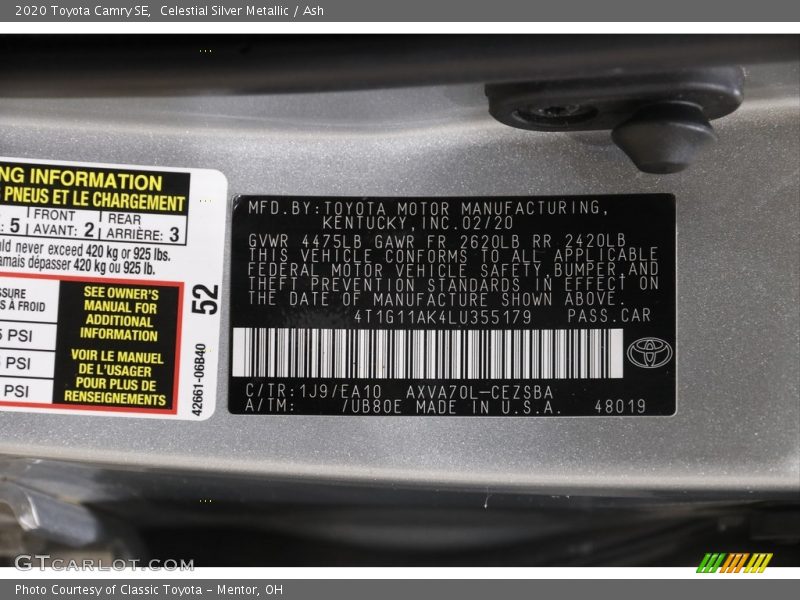 2020 Toyota Camry SE, Celestial Silver Metallic / Ash
NG INFORMATION
PNEUS ET LE CHARGEMENT
: 5 | FRONT AVANT: 2 | REAR ARRIÈRE: 3
uld never exceed 420 kg or 925 lbs.
amais dépasser 420 kg ou 925 lb.
SSURE
S À FROID
5 PSI
PSI
PSI
SEE OWNER'S
MANUAL FOR
ADDITIONAL
INFORMATION
VOIR LE MANUEL
DE L'USAGER
POUR PLUS DE
RENSEIGNEMENTS
52
42661-06B40
MFD.BY:TOYOTA MOTOR MANUFACTURING,
KENTUCKY,INC.02/20
GVWR 4475LB GAWR FR 2620LB RR 2420LB
THIS VEHICLE CONFORMS TO ALL APPLICABLE
FEDERAL MOTOR VEHICLE SAFETY,BUMPER,AND
THEFT PREVENTION STANDARDS IN EFFECT ON
THE DATE OF MANUFACTURE SHOWN ABOVE.
4T1G11AK4LU355179 PASS.CAR
C/TR:1J9/EA10 AXVA70L-CEZSBA
A/TM: /UB80E MADE IN U.S.A. 48019
GTCARLOT.COM
Photo Courtesy of Classic Toyota - Mentor, OH